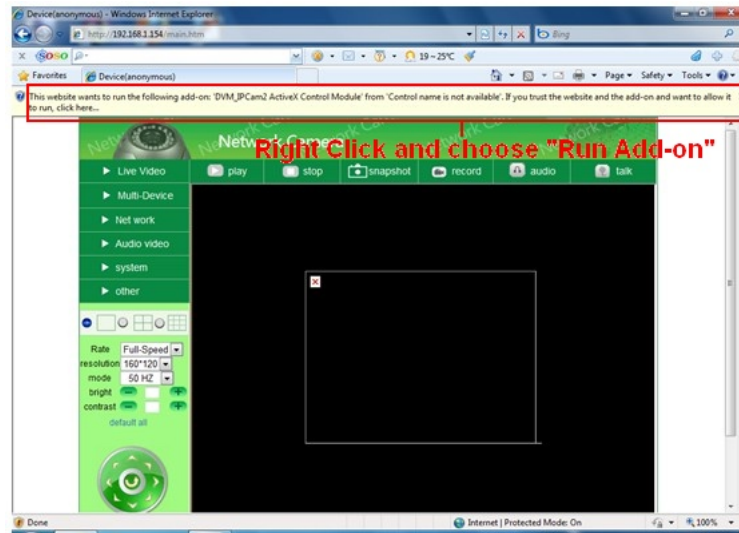 Device(anonymous) - Windows Internet Explorer
http://192.168.1.154/main.htm
Bing
SOSO
19~25℃
Favorites
Device(anonymous)
Page
Safety
Tools
This website wants to run the following add-on: 'DVM_IPCam2 ActiveX Control Module' from 'Control name is not available'. If you trust the website and the add-on and want to allow it
to run, click here...
Network Camera
Right Click and choose "Run Add-on"
Live Video
play
stop
snapshot
record
audio
talk
Multi-Device
Net work
Audio video
system
other
Rate Full-Speed
resolution 160*120
mode 50 HZ
bright
contrast
default all
Done
Internet | Protected Mode: On
100%